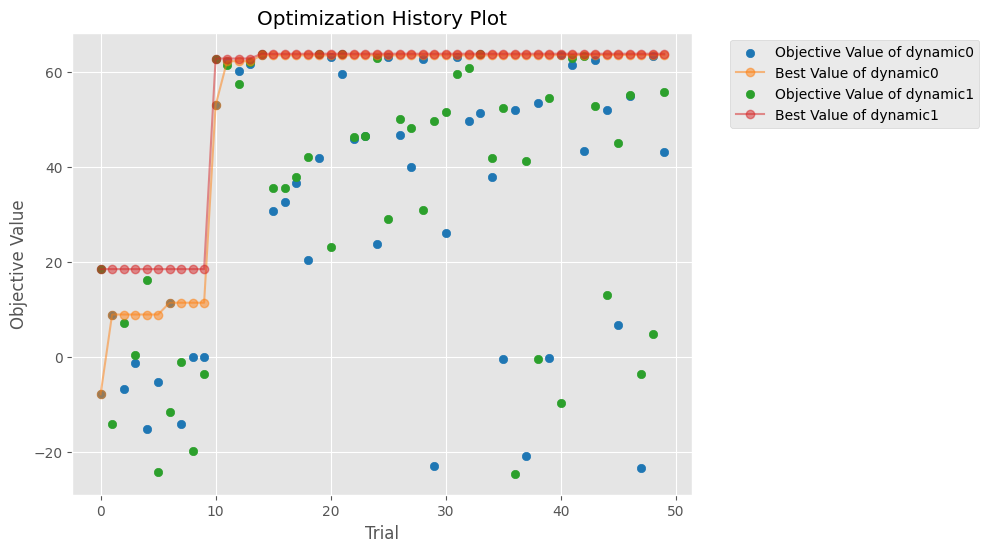 Optimization History Plot
Objective Value of dynamic0
Best Value of dynamic0
Objective Value of dynamic1
Best Value of dynamic1
Objective Value
60
40
20
0
−20
0 10 20 30 40 50
Trial